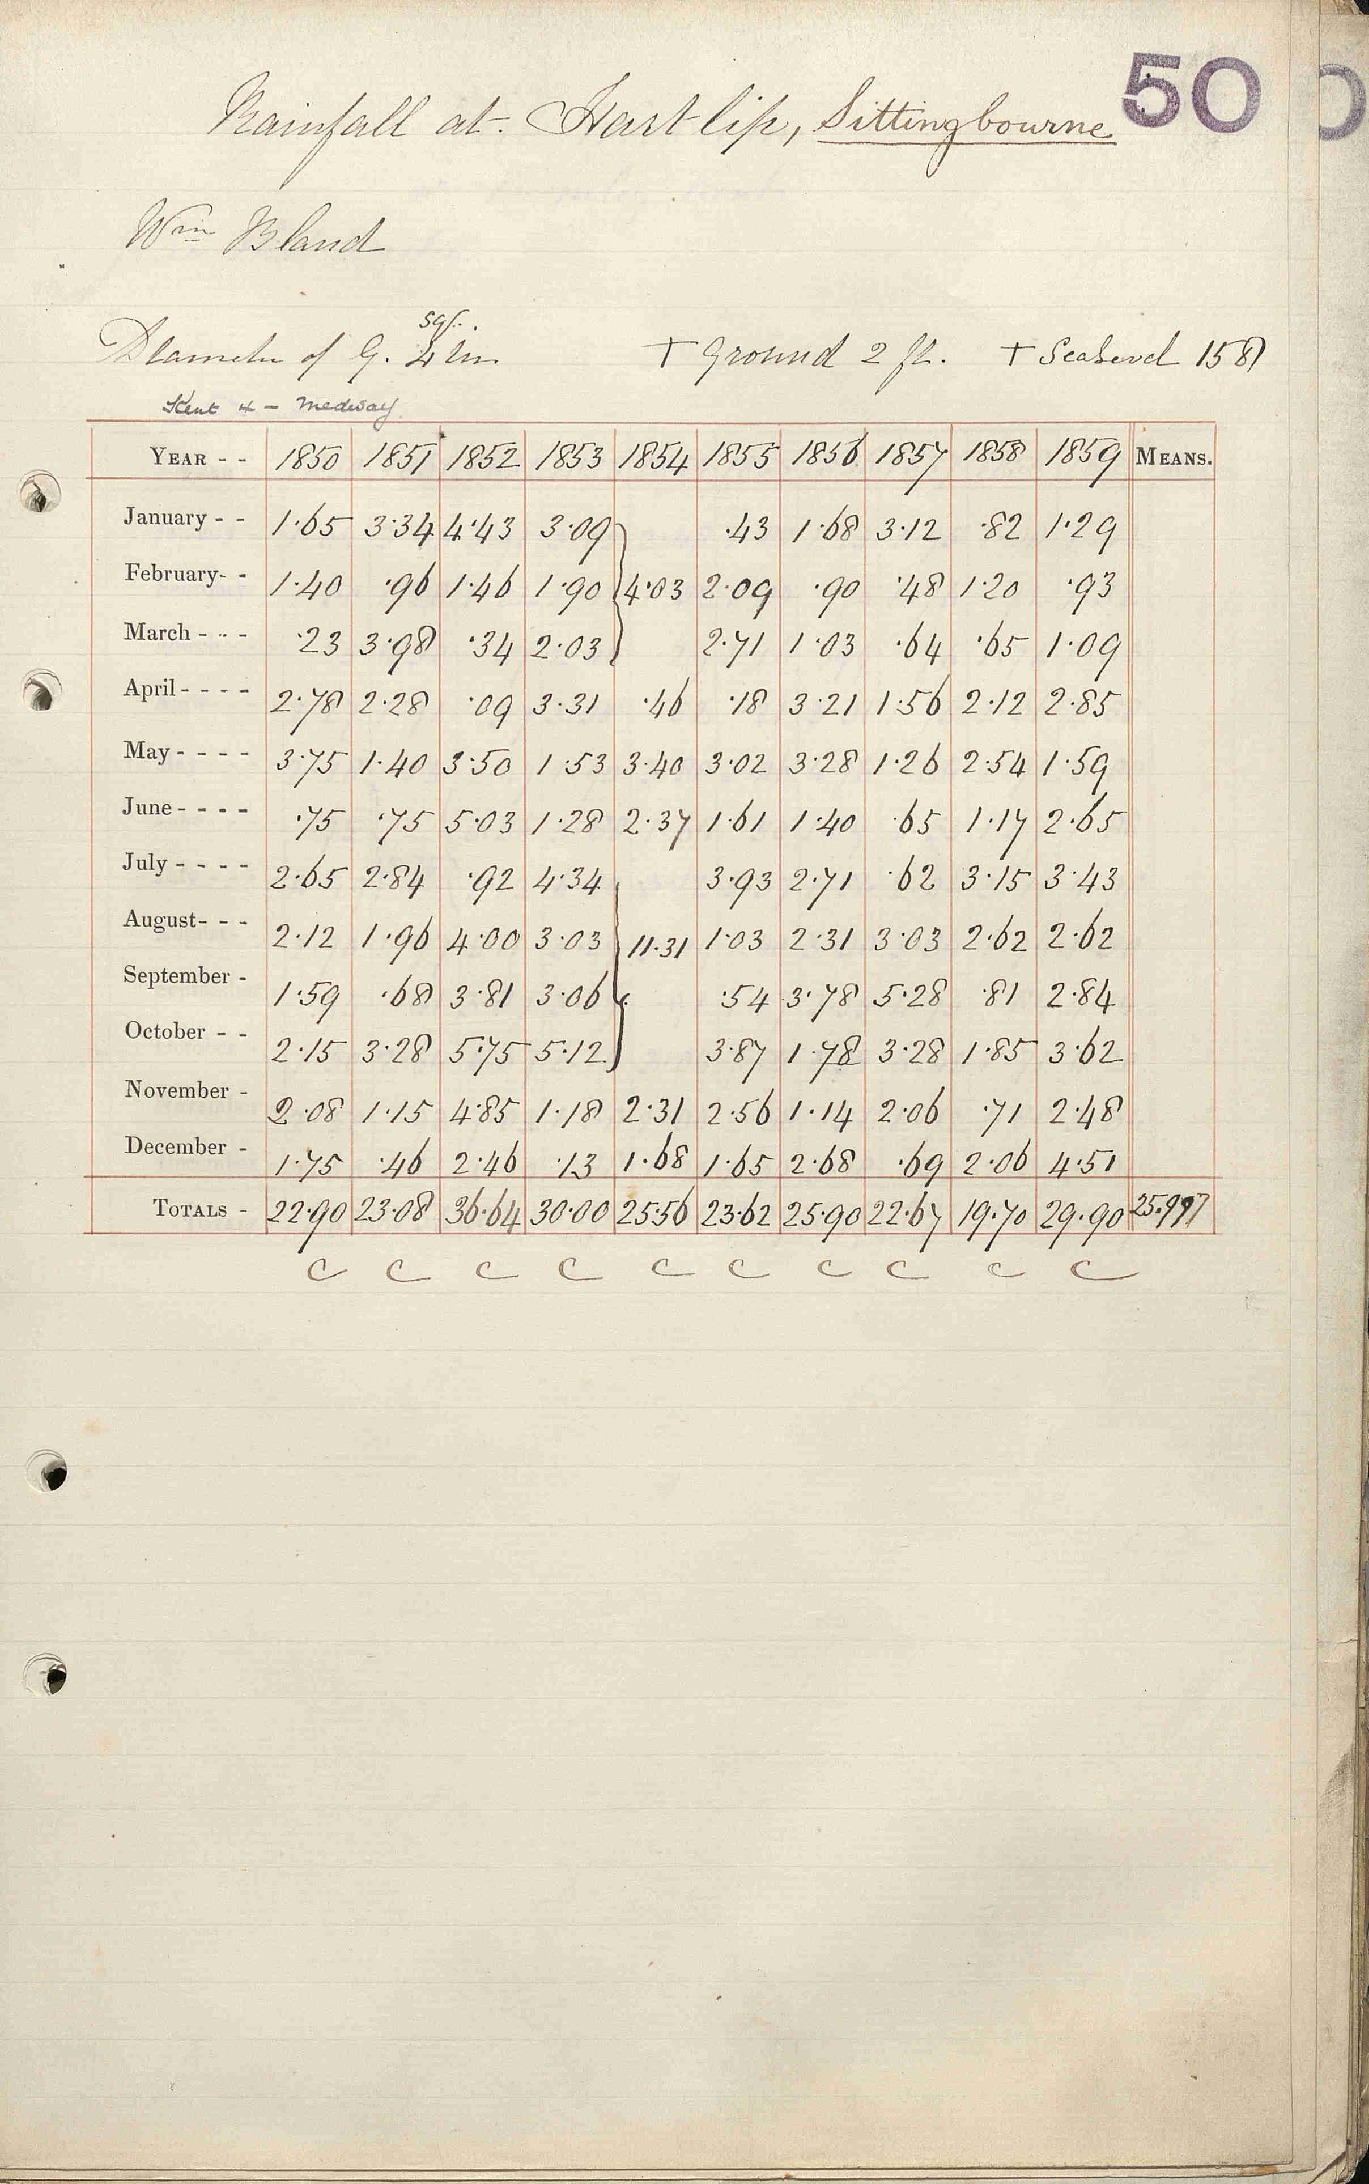 50
Rainfall at Hartlip, Sittingbourne
Wm Bland
sqr.
Diameter of G. 4 in + Ground 2 ft. + Sea Level 158
Kent 4 - Medway
YEAR - - 1850 1851 1852 1853 1854 1855 1856 1857 1858 1859 MEANS.
January - - 1.65 3.34 4.43 3.09 .43 1.68 3.12 .82 1.29
February- - 1.40 .96 1.46 1.90 4.03 2.09 .90 .48 1.20 .93
March - - - .23 3.98 .34 2.03 2.71 1.03 .64 .65 1.09
April - - - - 2.78 2.28 .09 3.31 .46 .18 3.21 1.56 2.12 2.85
May - - - - 3.75 1.40 3.50 1.53 3.40 3.02 3.28 1.26 2.54 1.59
June - - - - .75 .75 5.03 1.28 2.37 1.61 1.40 .65 1.17 2.65
July - - - - 2.65 2.84 .92 4.34 3.93 2.71 .62 3.15 3.43
August- - - 2.12 1.96 4.00 3.03 11.31 1.03 2.31 3.03 2.62 2.62
September - 1.59 .68 3.81 3.06 .54 3.78 5.28 .81 2.84
October - - 2.15 3.28 5.75 5.12 3.87 1.78 3.28 1.85 3.62
November - 2.08 1.15 4.85 1.18 2.31 2.56 1.14 2.06 .71 2.48
December - 1.75 .46 2.46 .13 1.68 1.65 2.68 .69 2.06 4.51
TOTALS - 22.90 23.08 36.64 30.00 25.56 23.62 25.90 22.67 19.70 29.90 25.997
C C C C C C C C C C